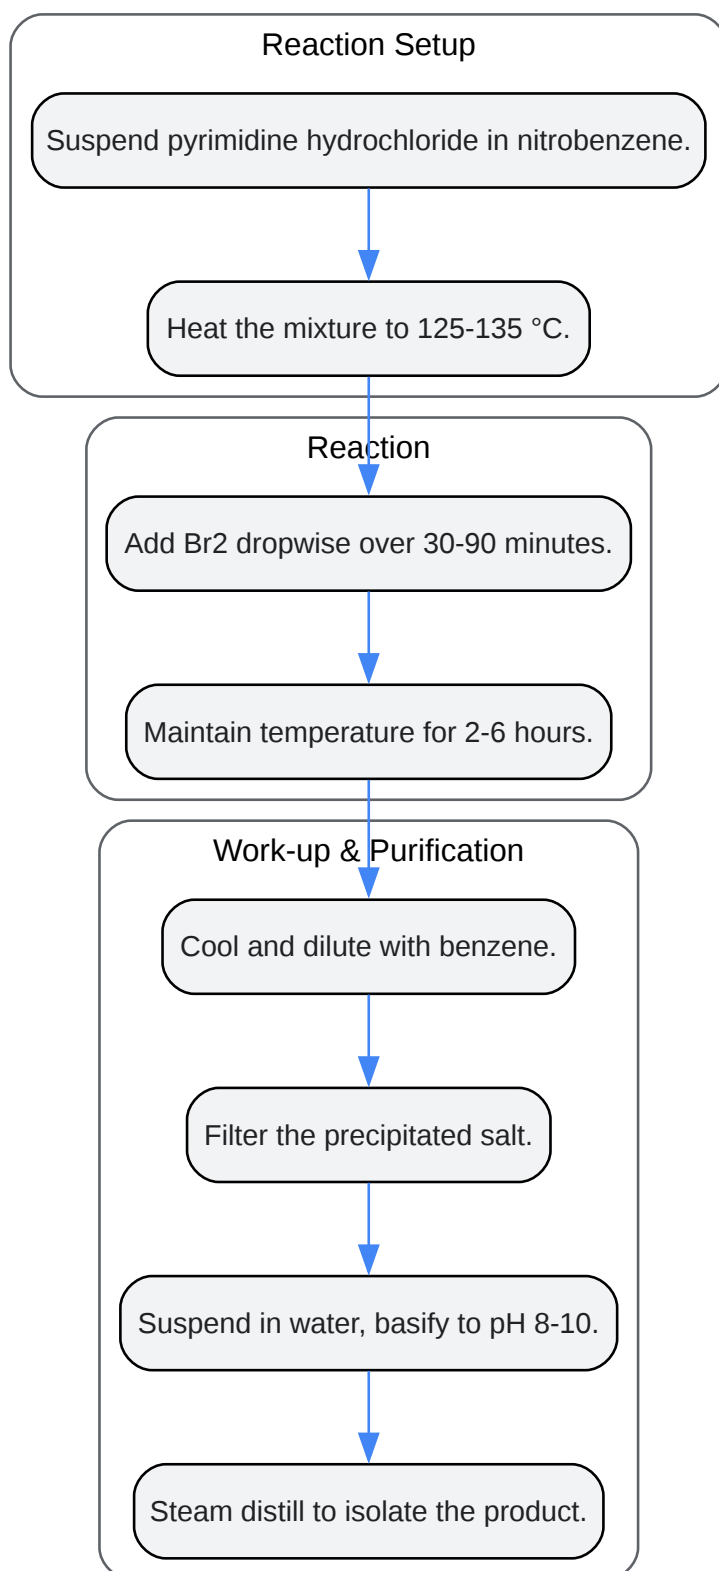 Reaction Setup
Suspend pyrimidine hydrochloride in nitrobenzene.
Heat the mixture to 125-135 °C.
Reaction
Add Br2 dropwise over 30-90 minutes.
Maintain temperature for 2-6 hours.
Work-up & Purification
Cool and dilute with benzene.
Filter the precipitated salt.
Suspend in water, basify to pH 8-10.
Steam distill to isolate the product.